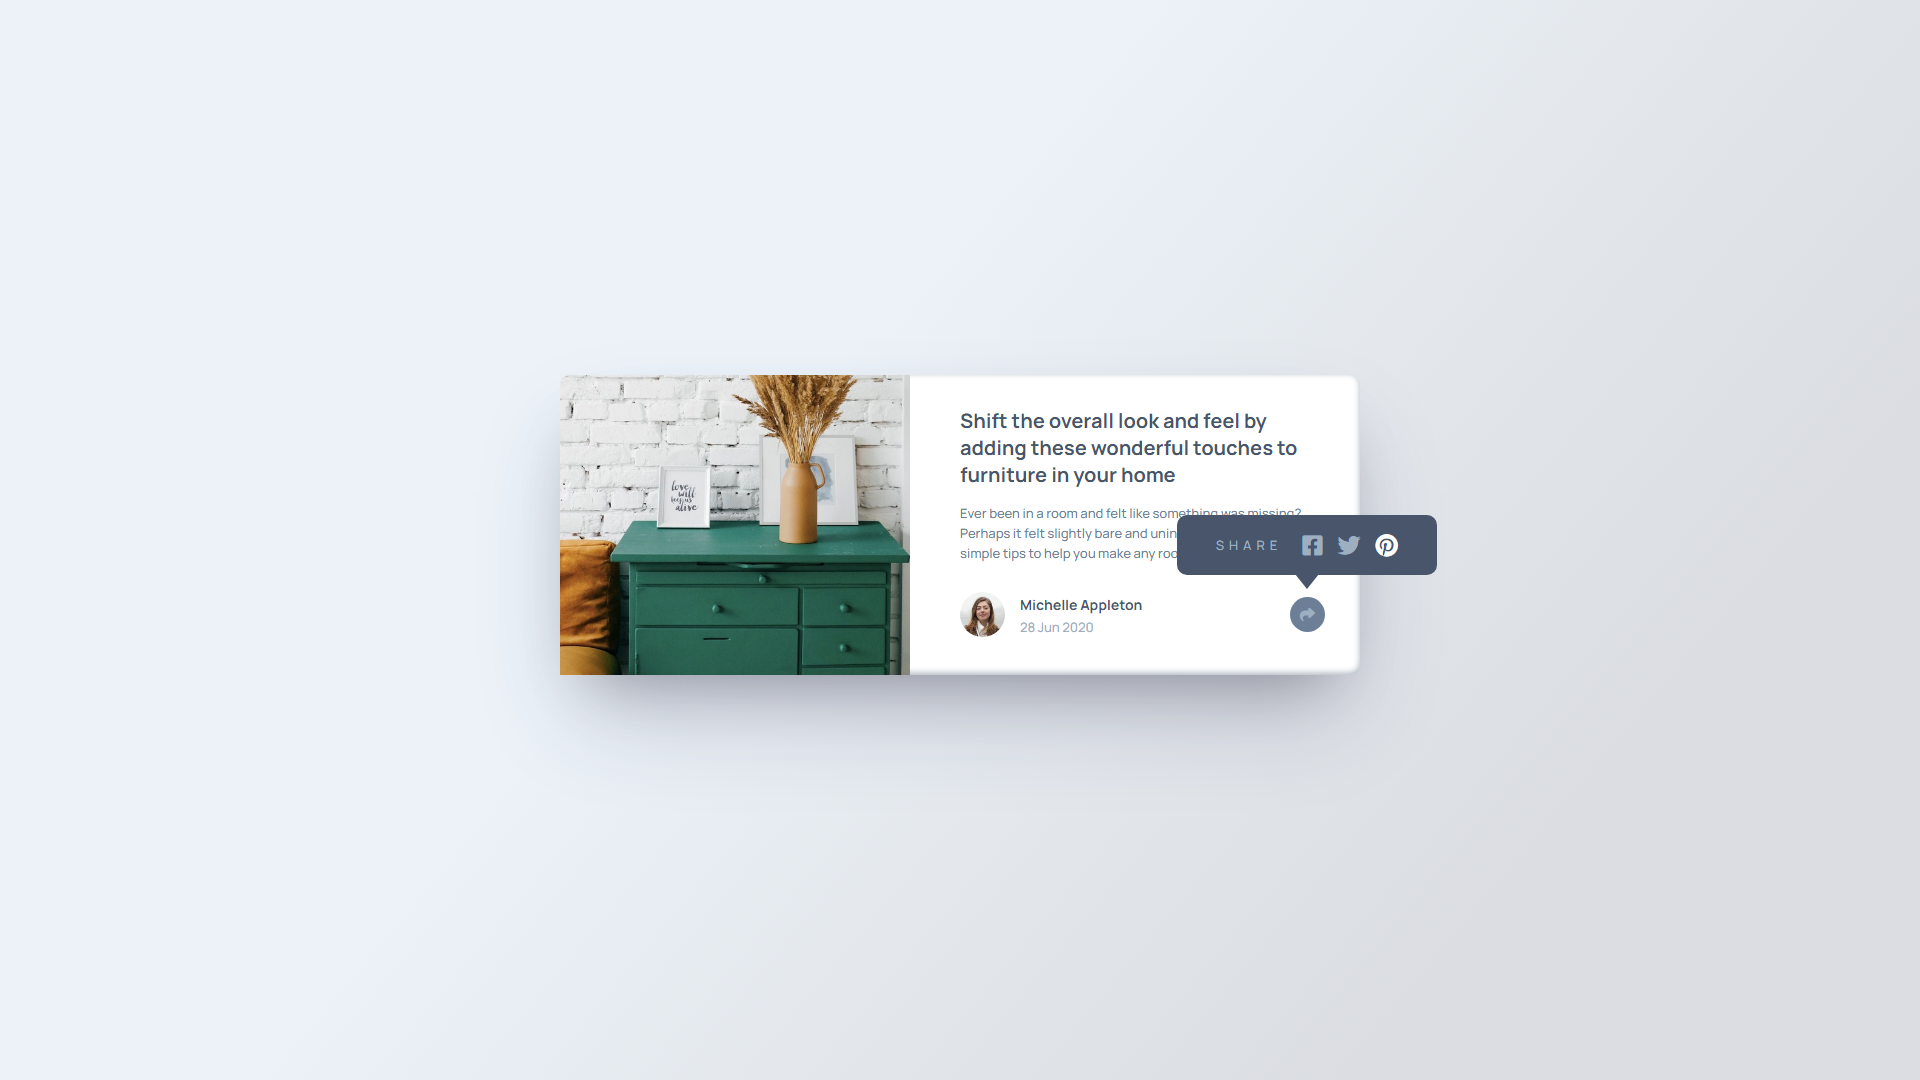 Shift the overall look and feel by
adding these wonderful touches to
furniture in your home
Ever been in a room and felt like something was missing?
Perhaps it felt slightly bare and unin
simple tips to help you make any roo
SHARE
Michelle Appleton
28 Jun 2020
love
will
keep us
alive